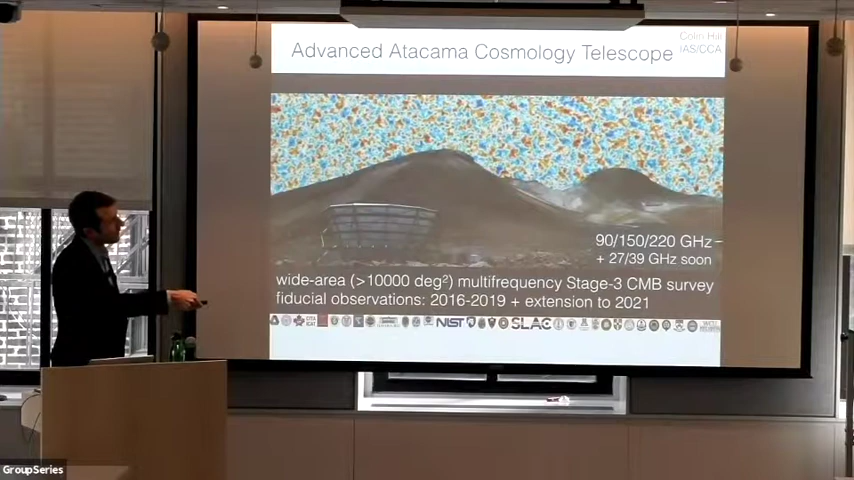 Advanced Atacama Cosmology Telescope
Colin Hill
IAS/CCA
90/150/220 GHz
+ 27/39 GHz soon
wide-area (>10000 deg²) multifrequency Stage-3 CMB survey
fiducial observations: 2016-2019 + extension to 2021
NIST SLAC
GroupSeries